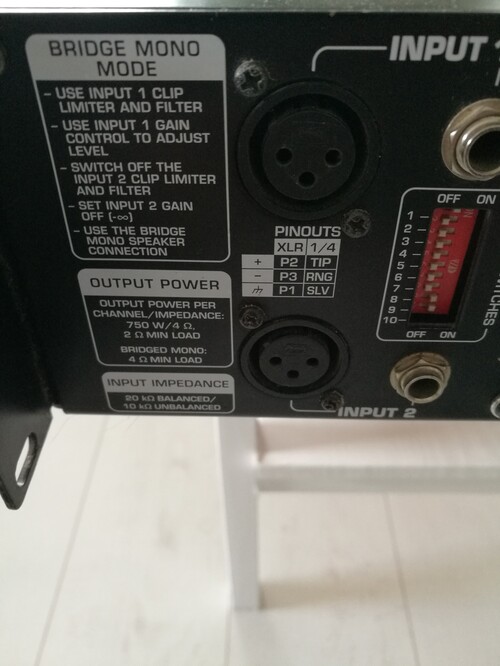 BRIDGE MONO
MODE
- USE INPUT 1 CLIP
LIMITER AND FILTER
- USE INPUT 1 GAIN
CONTROL TO ADJUST
LEVEL
- SWITCH OFF THE
INPUT 2 CLIP LIMITER
AND FILTER
- SET INPUT 2 GAIN
OFF (-∞)
- USE THE BRIDGE
MONO SPEAKER
CONNECTION
OUTPUT POWER
OUTPUT POWER PER
CHANNEL/IMPEDANCE:
750 W/4 Ω,
2 Ω MIN LOAD
BRIDGED MONO:
4 Ω MIN LOAD
INPUT IMPEDANCE
20 kΩ BALANCED/
10 kΩ UNBALANCED
INPUT 1
PINOUTS
XLR 1/4
+ P2 TIP
- P3 RNG
P1 SLV
INPUT 2
OFF ON
1
2
3
4
5
6
7
8
9
10
OFF ON